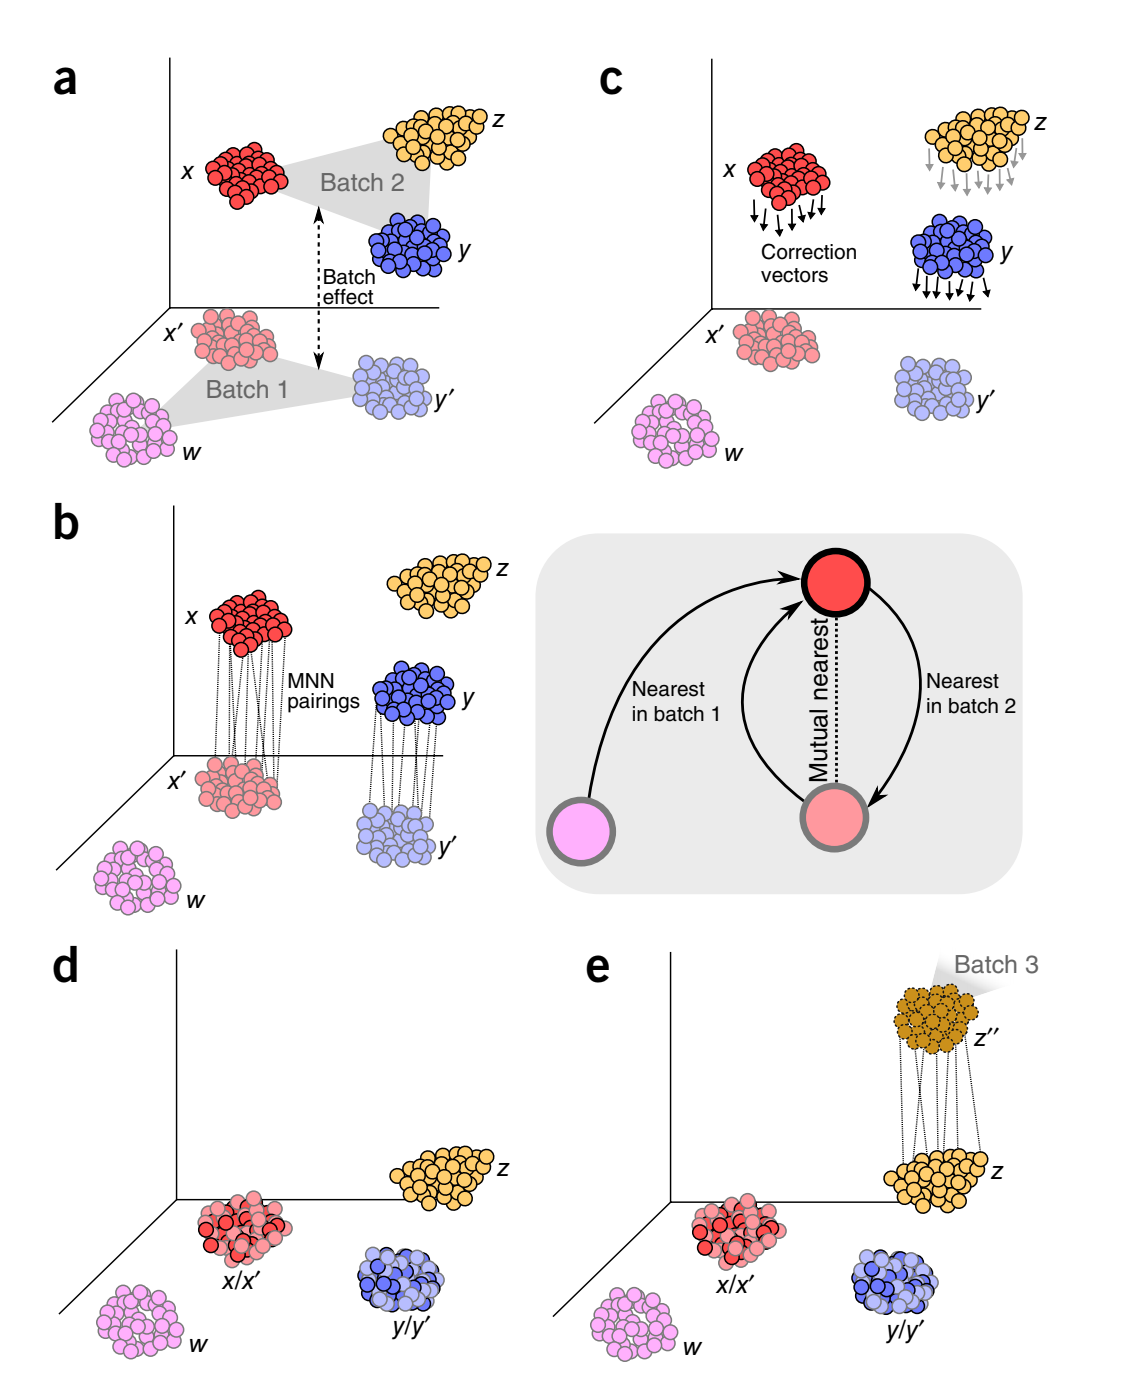 a
z
x
Batch 2
y
Batch
effect
x′
Batch 1
y′
w
c
z
x
y
Correction
vectors
x′
y′
w
b
z
x
MNN
pairings
y
x′
y′
w
Nearest
in batch 1
Mutual nearest
Nearest
in batch 2
d
z
x/x′
y/y′
w
e
Batch 3
z′′
z
x/x′
y/y′
w